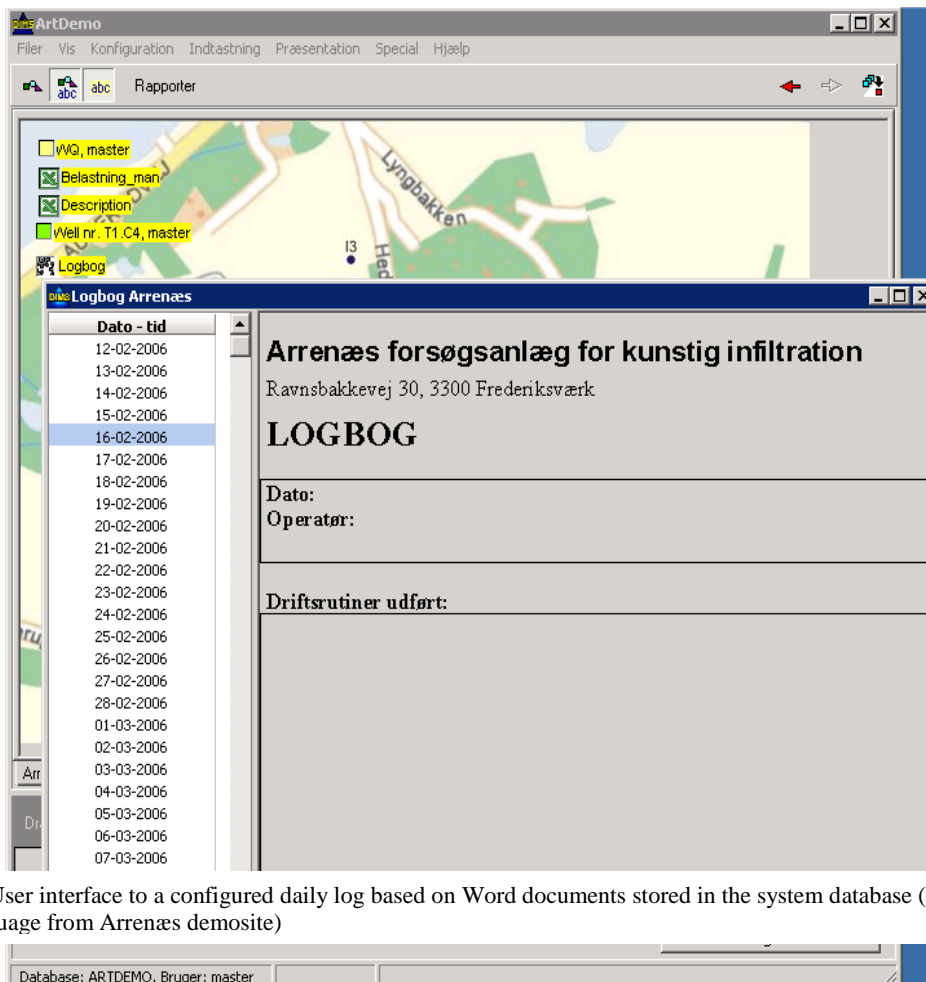 DIMS ArtDemo
Filer Vis Konfiguration Indtastning Præsentation Special Hjælp
abc abc Rapporter
WQ, master
Belastning_man
Description
Well nr. T1.C4, master
Logbog
Lyngbakken
I3
Hed
DIMS Logbog Arrenæs
Dato - tid
12-02-2006
13-02-2006
14-02-2006
15-02-2006
16-02-2006
17-02-2006
18-02-2006
19-02-2006
20-02-2006
21-02-2006
22-02-2006
23-02-2006
24-02-2006
25-02-2006
26-02-2006
27-02-2006
28-02-2006
01-03-2006
02-03-2006
03-03-2006
04-03-2006
05-03-2006
06-03-2006
07-03-2006
Arrenæs forsøgsanlæg for kunstig infiltration
Ravnsbakkevej 30, 3300 Frederiksværk
LOGBOG
Dato:
Operatør:
Driftsrutiner udført:
Arr
Dr
User interface to a configured daily log based on Word documents stored in the system database (
uage from Arrenæs demosite)
Database: ARTDEMO, Bruger: master